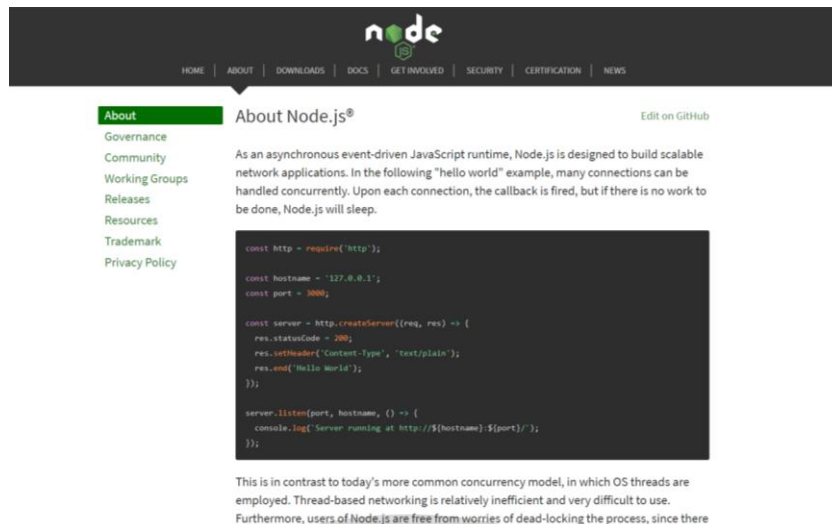 node
JS
HOME | ABOUT | DOWNLOADS | DOCS | GET INVOLVED | SECURITY | CERTIFICATION | NEWS
About
Governance
Community
Working Groups
Releases
Resources
Trademark
Privacy Policy
About Node.js®
Edit on GitHub
As an asynchronous event-driven JavaScript runtime, Node.js is designed to build scalable
network applications. In the following "hello world" example, many connections can be
handled concurrently. Upon each connection, the callback is fired, but if there is no work to
be done, Node.js will sleep.
const http = require('http');
const hostname = '127.0.0.1';
const port = 3000;
const server = http.createServer((req, res) => {
  res.statusCode = 200;
  res.setHeader('Content-Type', 'text/plain');
  res.end('Hello World');
});
server.listen(port, hostname, () => {
  console.log(`Server running at http://${hostname}:${port}/`);
});
This is in contrast to today's more common concurrency model, in which OS threads are
employed. Thread-based networking is relatively inefficient and very difficult to use.
Furthermore, users of Node.js are free from worries of dead-locking the process, since there